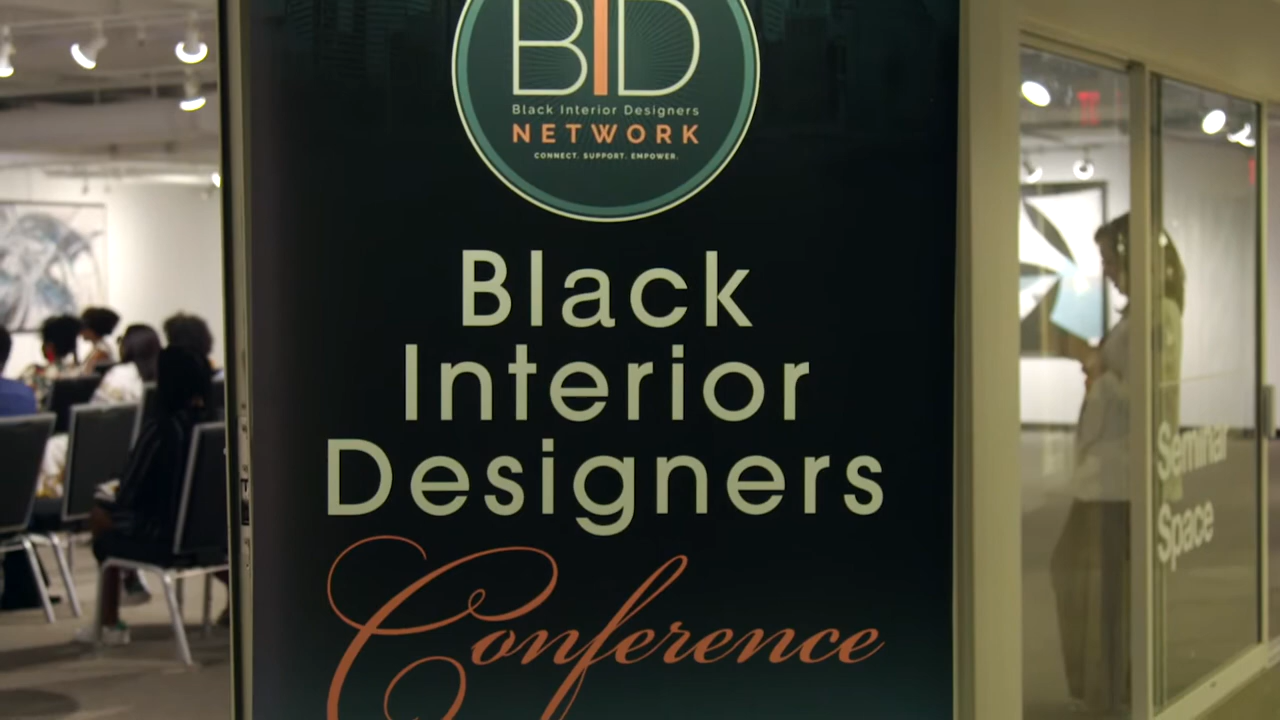 BID
Black Interior Designers
NETWORK
CONNECT. SUPPORT. EMPOWER.
Black
Interior
Designers
Conference
Seminar
Space